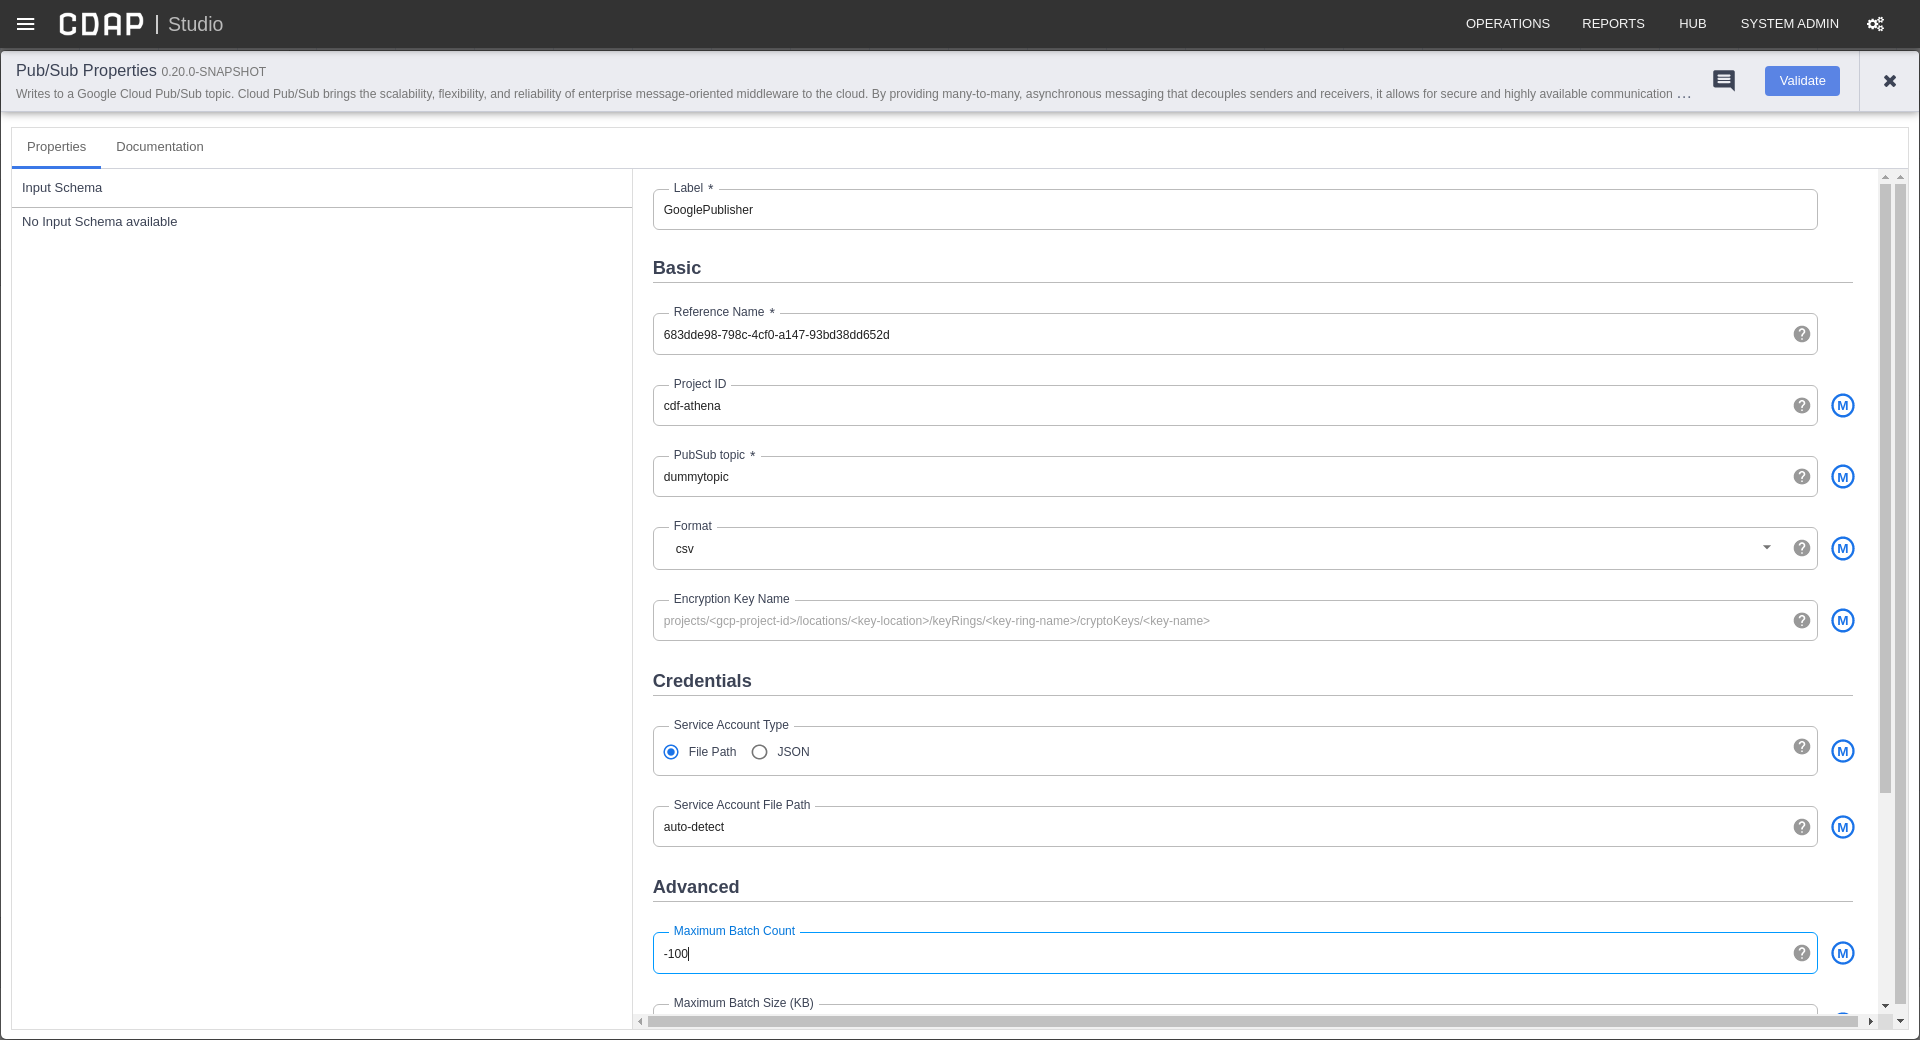 CDAP | Studio
OPERATIONS REPORTS HUB SYSTEM ADMIN
Pub/Sub Properties 0.20.0-SNAPSHOT
Writes to a Google Cloud Pub/Sub topic. Cloud Pub/Sub brings the scalability, flexibility, and reliability of enterprise message-oriented middleware to the cloud. By providing many-to-many, asynchronous messaging that decouples senders and receivers, it allows for secure and highly available communication ...
Validate
Properties Documentation
Input Schema
No Input Schema available
Label *
GooglePublisher
Basic
Reference Name *
683dde98-798c-4cf0-a147-93bd38dd652d
Project ID
cdf-athena
M
PubSub topic *
dummytopic
M
Format
csv
M
Encryption Key Name
projects/<gcp-project-id>/locations/<key-location>/keyRings/<key-ring-name>/cryptoKeys/<key-name>
M
Credentials
Service Account Type
File Path JSON
M
Service Account File Path
auto-detect
M
Advanced
Maximum Batch Count
-100
M
Maximum Batch Size (KB)